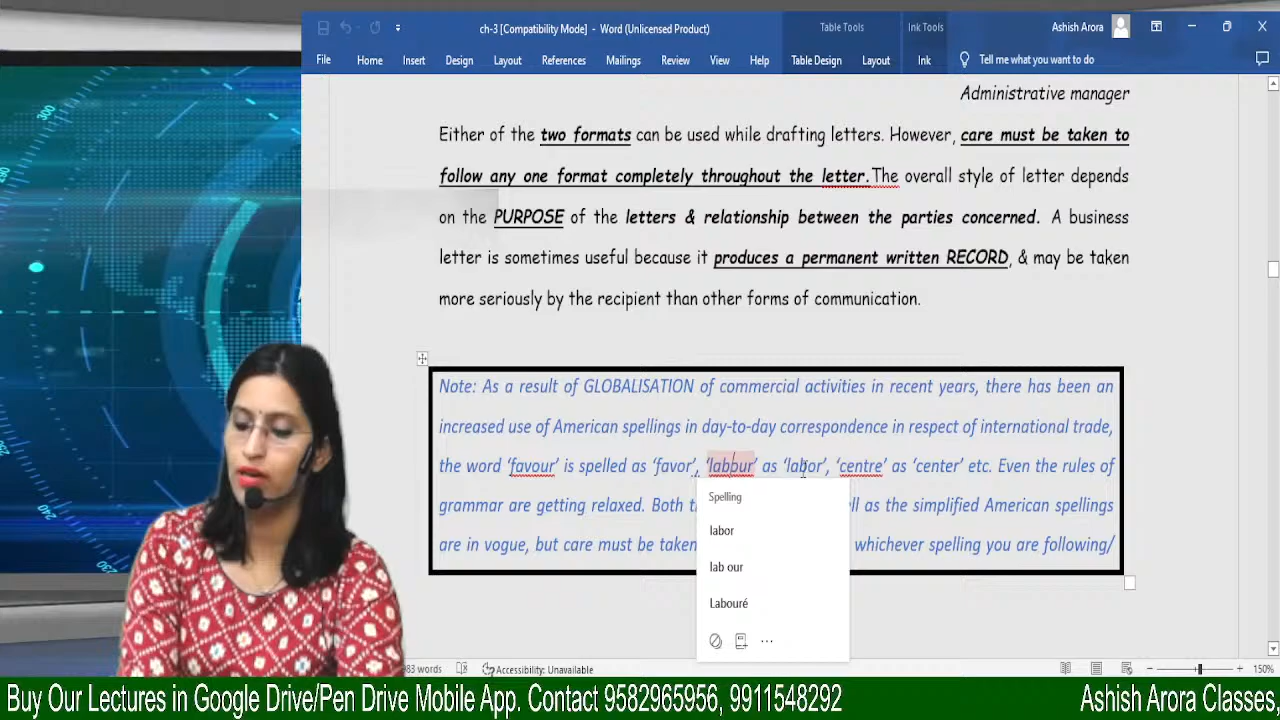 ch-3 [Compatibility Mode] - Word (Unlicensed Product)
Table Tools
Ink Tools
Ashish Arora
File Home Insert Design Layout References Mailings Review View Help Table Design Layout Ink Tell me what you want to do
Administrative manager
Either of the two formats can be used while drafting letters. However, care must be taken to
follow any one format completely throughout the letter.The overall style of letter depends
on the PURPOSE of the letters & relationship between the parties concerned. A business
letter is sometimes useful because it produces a permanent written RECORD, & may be taken
more seriously by the recipient than other forms of communication.
Note: As a result of GLOBALISATION of commercial activities in recent years, there has been an
increased use of American spellings in day-to-day correspondence in respect of international trade,
the word ‘favour’ is spelled as ‘favor’, ‘labour’ as ‘labor’, ‘centre’ as ‘center’ etc. Even the rules of
grammar are getting relaxed. Both as the simplified American spellings
are in vogue, but care must be taken whichever spelling you are following/
Spelling
labor
lab our
Labouré
83 words
Accessibility: Unavailable
150%
Buy Our Lectures in Google Drive/Pen Drive Mobile App. Contact 9582965956, 9911548292
Ashish Arora Classes,
300
230